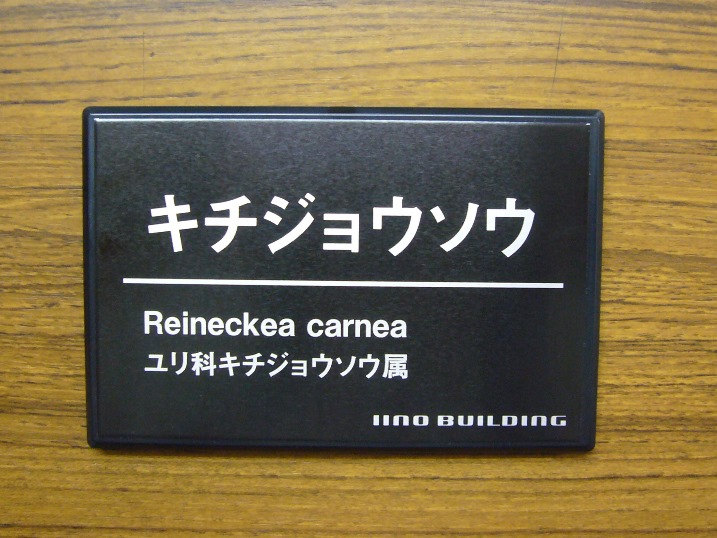 キチジョウソウ
Reineckea carnea
ユリ科キチジョウソウ属
IINO BUILDING